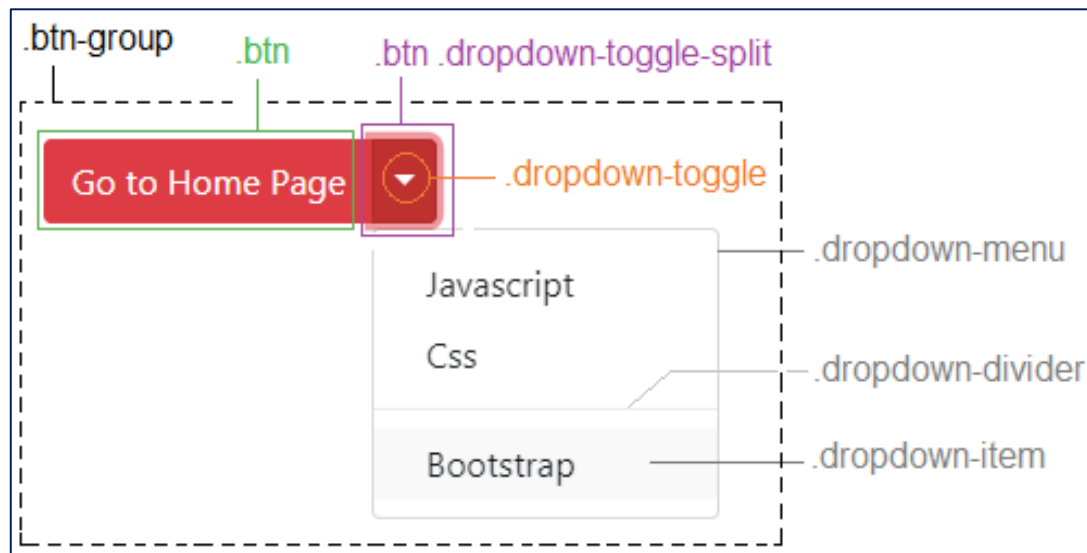 .btn-group
.btn
.btn .dropdown-toggle-split
Go to Home Page
.dropdown-toggle
.dropdown-menu
Javascript
Css
.dropdown-divider
Bootstrap
.dropdown-item